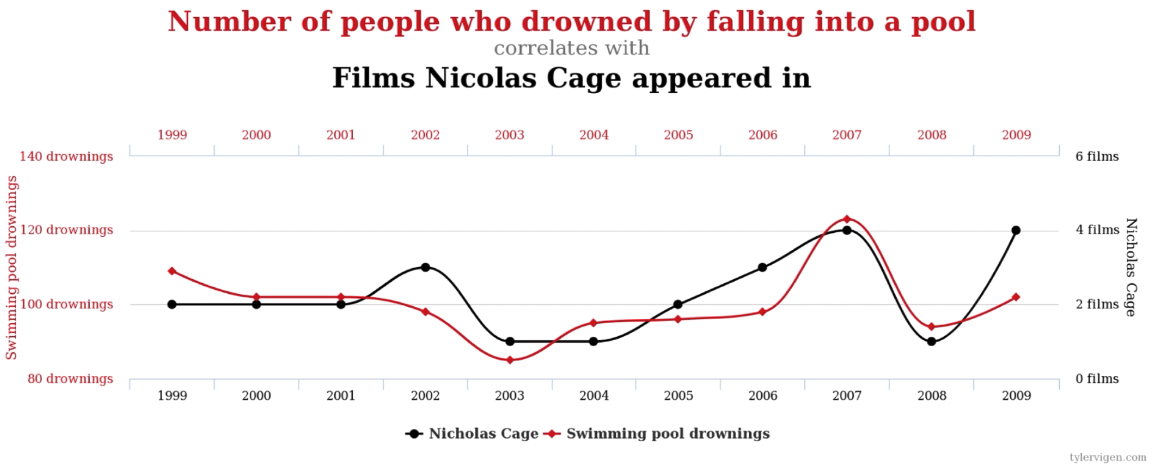 Number of people who drowned by falling into a pool
correlates with
Films Nicolas Cage appeared in
1999 2000 2001 2002 2003 2004 2005 2006 2007 2008 2009
140 drownings 6 films
120 drownings 4 films
100 drownings 2 films
80 drownings 0 films
Swimming pool drownings
Nicholas Cage
1999 2000 2001 2002 2003 2004 2005 2006 2007 2008 2009
Nicholas Cage Swimming pool drownings
tylervigen.com